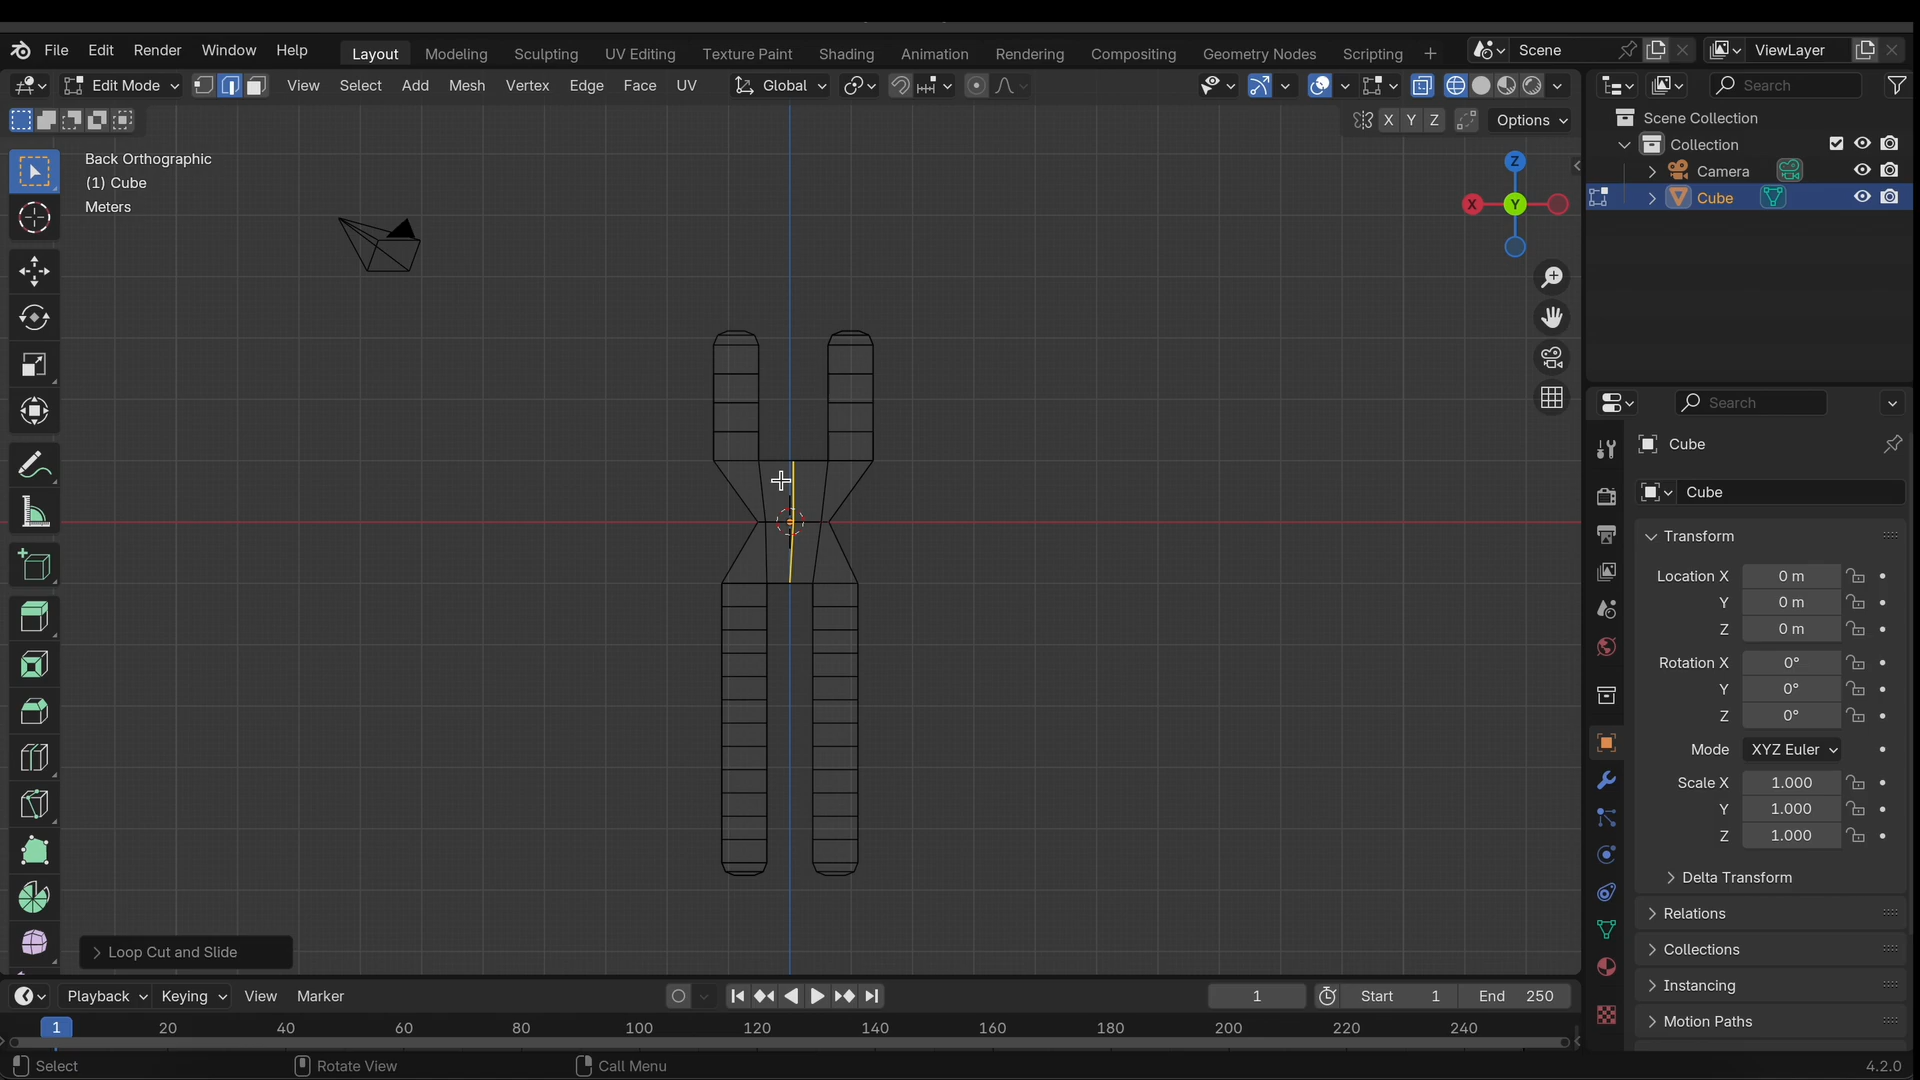 File Edit Render Window Help Layout Modeling Sculpting UV Editing Texture Paint Shading Animation Rendering Compositing Geometry Nodes Scripting + Scene ViewLayer
Edit Mode View Select Add Mesh Vertex Edge Face UV Global Search
X Y Z Options
Scene Collection
Collection
Camera
Cube
Back Orthographic
(1) Cube
Meters
Z
X Y
Search
Cube
Cube
Transform
Location X 0 m
Y 0 m
Z 0 m
Rotation X 0°
Y 0°
Z 0°
Mode XYZ Euler
Scale X 1.000
Y 1.000
Z 1.000
Delta Transform
Relations
Collections
Instancing
Motion Paths
Loop Cut and Slide
Playback Keying View Marker 1 Start 1 End 250
1 20 40 60 80 100 120 140 160 180 200 220 240
Select Rotate View Call Menu 4.2.0